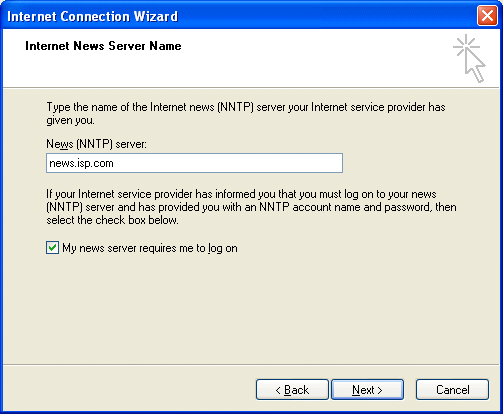 Internet Connection Wizard
Internet News Server Name
Type the name of the Internet news (NNTP) server your Internet service provider has
given you.
News (NNTP) server:
news.isp.com
If your Internet service provider has informed you that you must log on to your news
(NNTP) server and has provided you with an NNTP account name and password, then
select the check box below.
My news server requires me to log on
< Back
Next >
Cancel